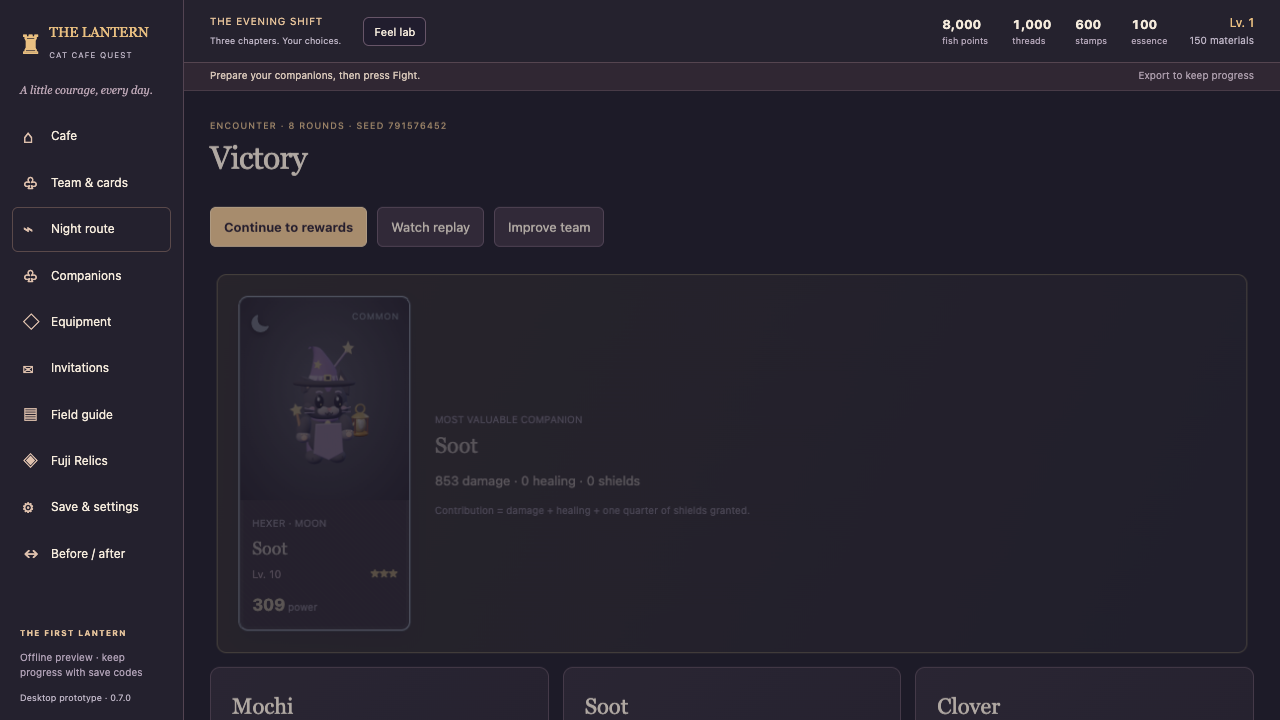 THE LANTERN
CAT CAFE QUEST
A little courage, every day.
Cafe
Team & cards
Night route
Companions
Equipment
Invitations
Field guide
Fuji Relics
Save & settings
Before / after
THE FIRST LANTERN
Offline preview · keep
progress with save codes
Desktop prototype · 0.7.0
THE EVENING SHIFT
Three chapters. Your choices.
Feel lab
8,000
fish points
1,000
threads
600
stamps
100
essence
Lv. 1
150 materials
Prepare your companions, then press Fight.
Export to keep progress
ENCOUNTER · 8 ROUNDS · SEED 791576452
Victory
Continue to rewards
Watch replay
Improve team
COMMON
HEXER · MOON
Soot
Lv. 10
309 power
MOST VALUABLE COMPANION
Soot
853 damage · 0 healing · 0 shields
Contribution = damage + healing + one quarter of shields granted.
Mochi
Soot
Clover